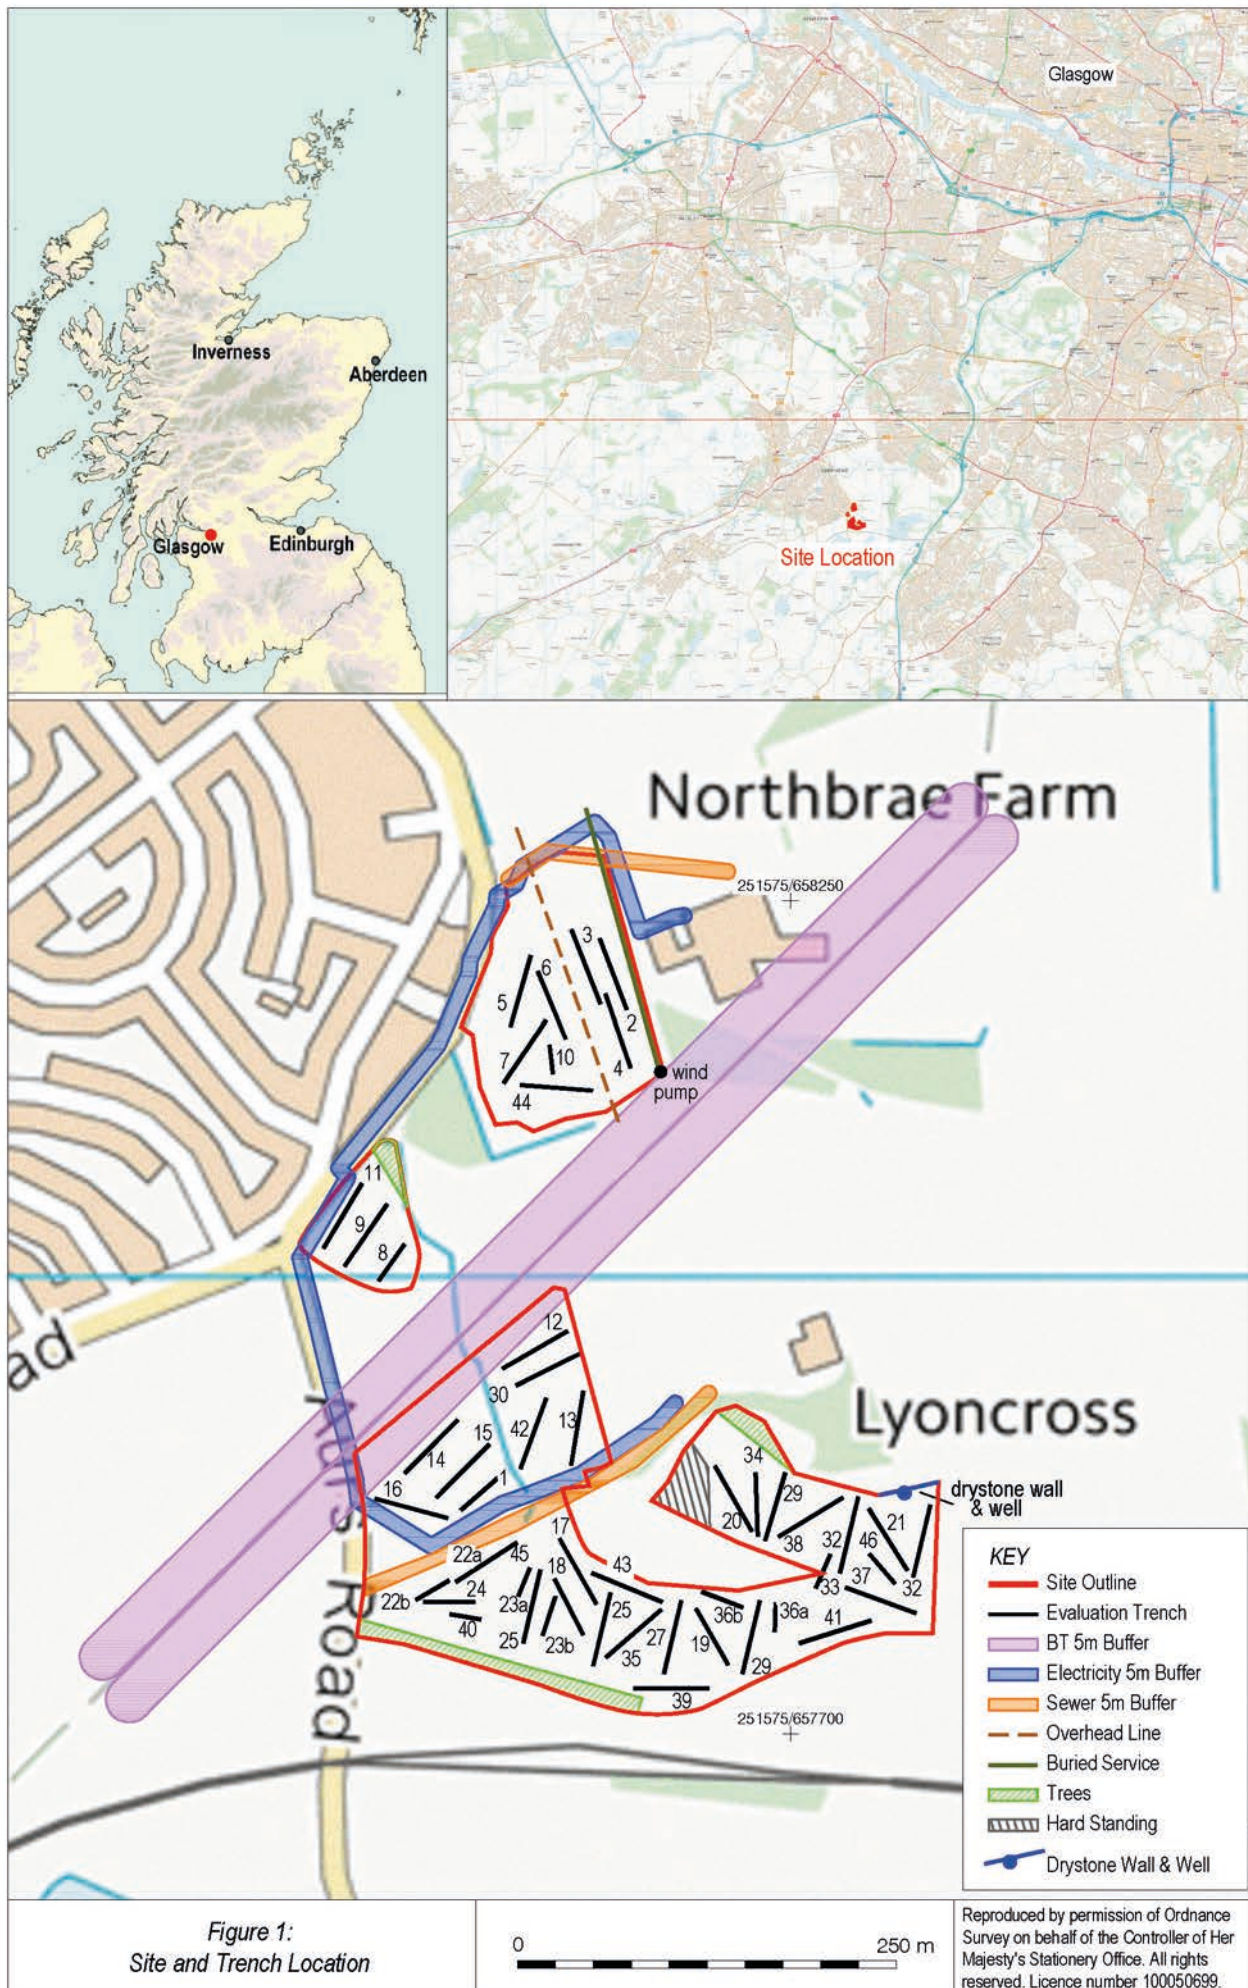 Inverness
Aberdeen
Glasgow
Edinburgh
Glasgow
Site Location
Northbrae Farm
251575/658250
3
6
5
2
7
10
4
wind
pump
44
11
9
8
12
30
13
42
15
14
1
16
Lyoncross
ad
Aurs Road
34
29
20
38
32
46
21
drystone wall
& well
17
43
33
37
32
22a
45
18
24
22b
23a
40
25
23b
25
35
27
36b
19
36a
29
41
39
251575/657700
KEY
Site Outline
Evaluation Trench
BT 5m Buffer
Electricity 5m Buffer
Sewer 5m Buffer
Overhead Line
Buried Service
Trees
Hard Standing
Drystone Wall & Well
Figure 1:
Site and Trench Location
0
250 m
Reproduced by permission of Ordnance
Survey on behalf of the Controller of Her
Majesty's Stationery Office. All rights
reserved. Licence number 100050699.